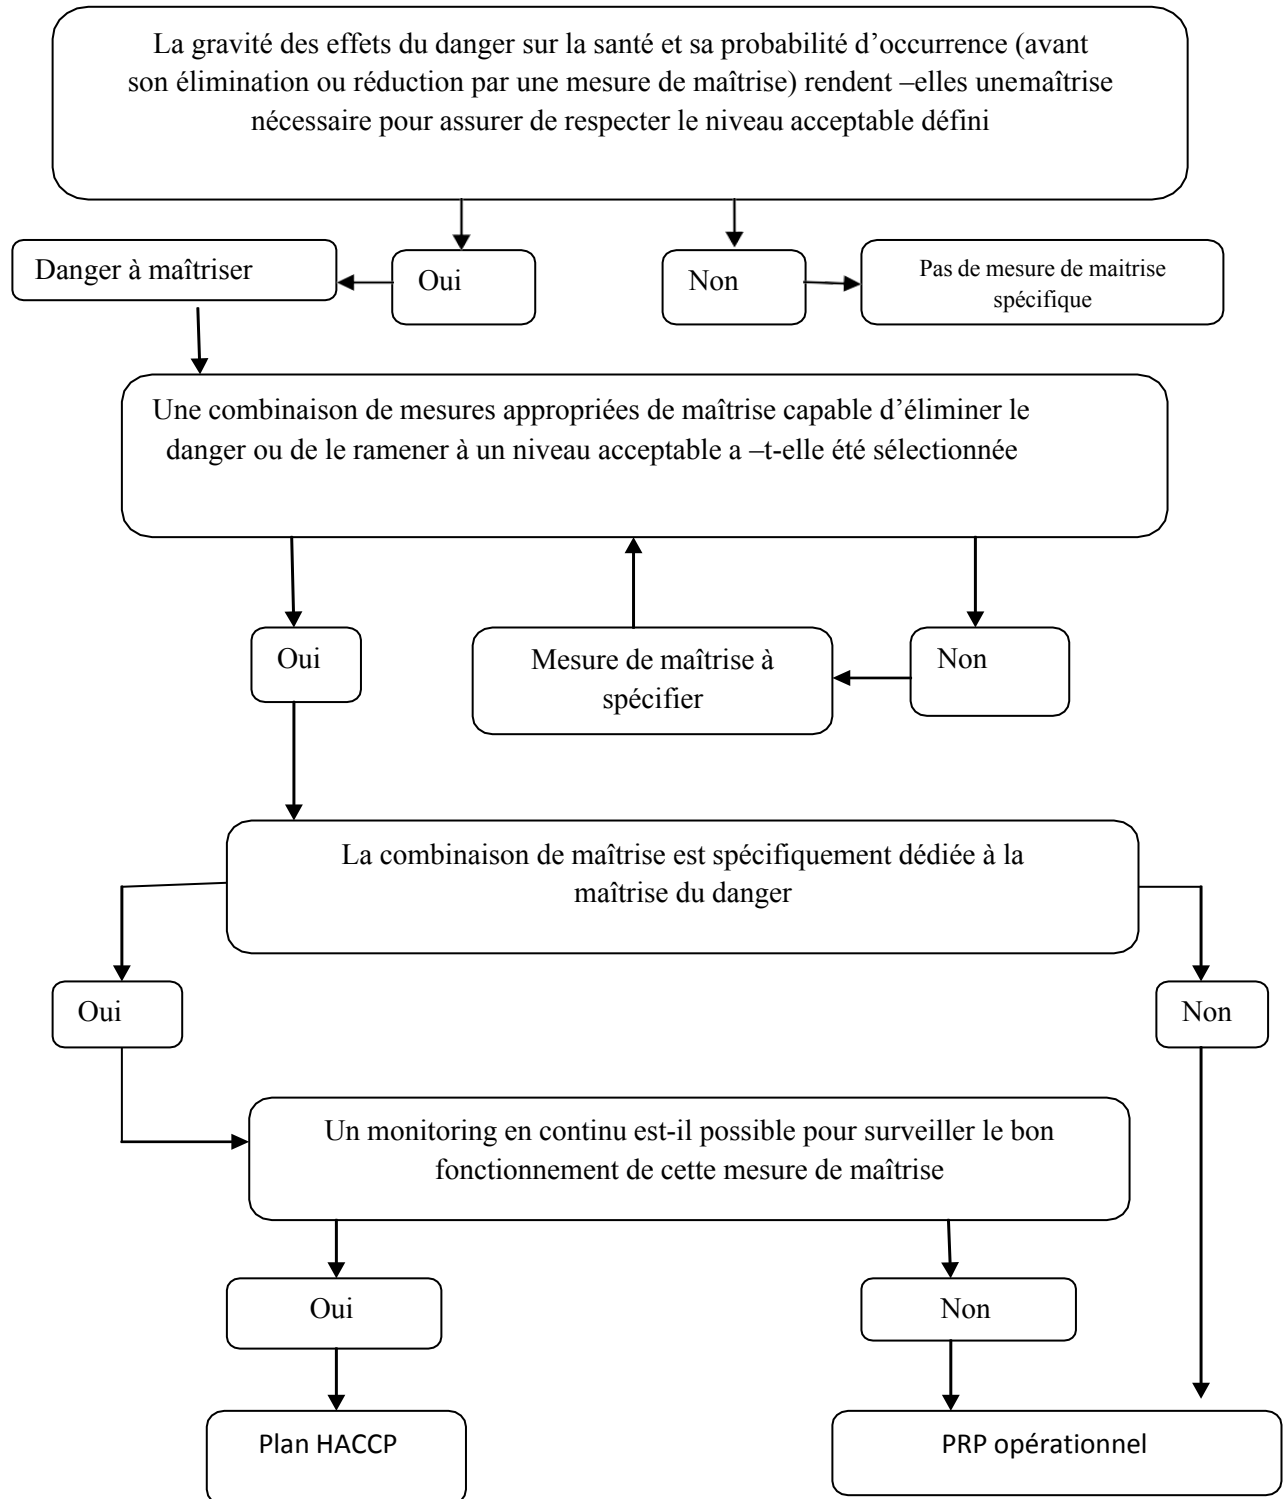 La gravité des effets du danger sur la santé et sa probabilité d’occurrence (avant
son élimination ou réduction par une mesure de maîtrise) rendent –elles unemaîtrise
nécessaire pour assurer de respecter le niveau acceptable défini
Danger à maîtriser
Oui
Non
Pas de mesure de maitrise
spécifique
Une combinaison de mesures appropriées de maîtrise capable d’éliminer le
danger ou de le ramener à un niveau acceptable a –t-elle été sélectionnée
Oui
Mesure de maîtrise à
spécifier
Non
La combinaison de maîtrise est spécifiquement dédiée à la
maîtrise du danger
Oui
Non
Un monitoring en continu est-il possible pour surveiller le bon
fonctionnement de cette mesure de maîtrise
Oui
Non
Plan HACCP
PRP opérationnel